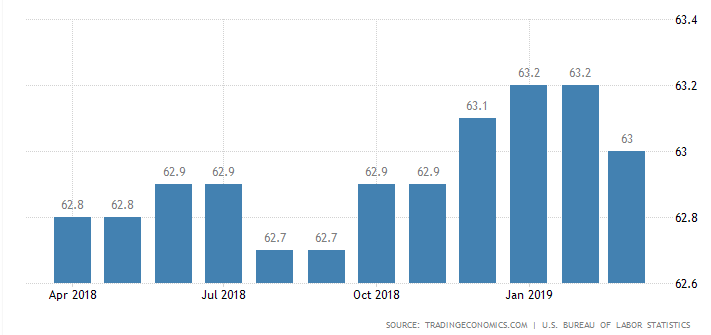 63.4
63.2 63.2 63.2
63.1
63 63
62.9 62.9 62.9 62.9
62.8 62.8 62.8
62.7 62.7
62.6
Apr 2018 Jul 2018 Oct 2018 Jan 2019
SOURCE: TRADINGECONOMICS.COM | U.S. BUREAU OF LABOR STATISTICS